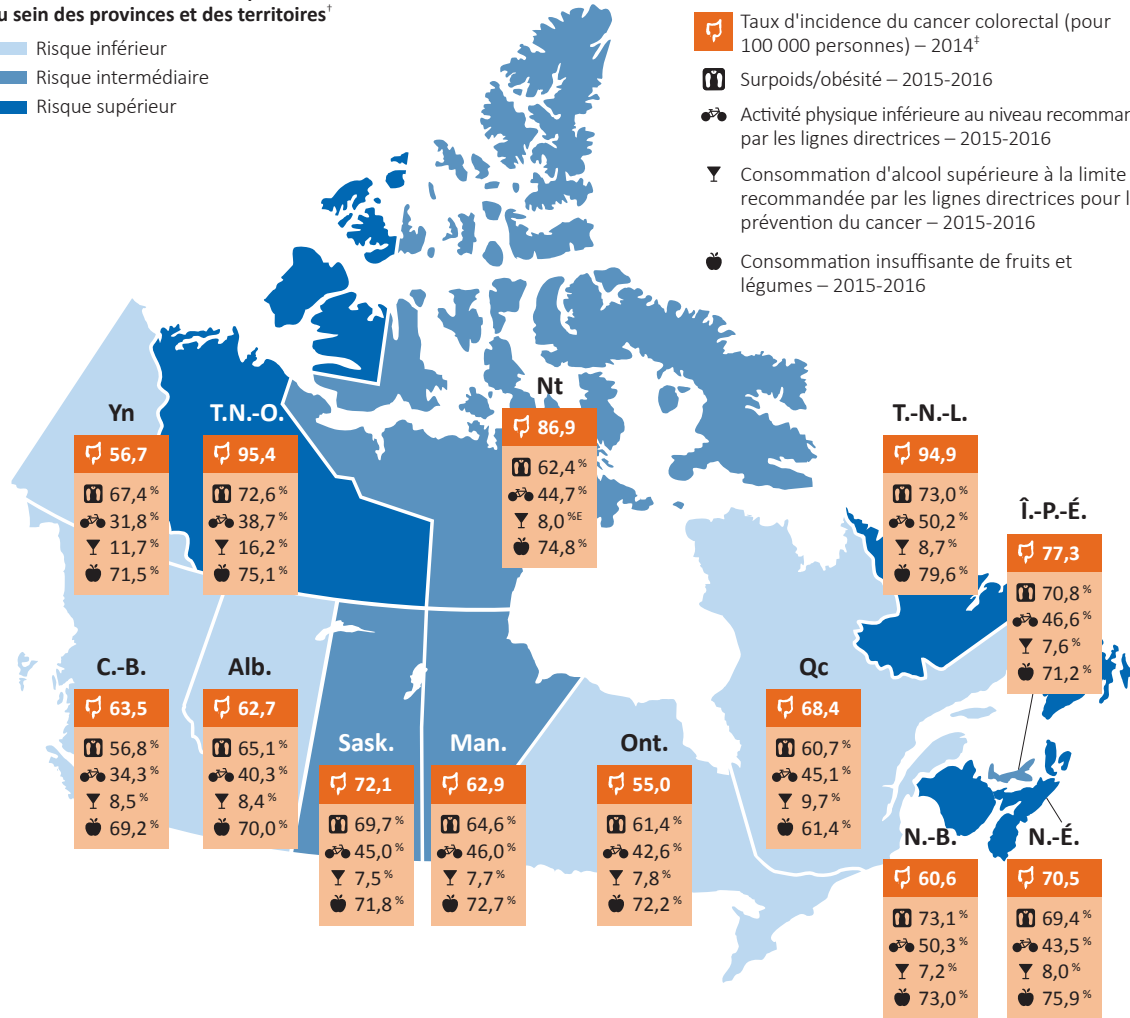 u sein des provinces et des territoires†
Risque inférieur
Risque intermédiaire
Risque supérieur
Taux d'incidence du cancer colorectal (pour
100 000 personnes) – 2014‡
Surpoids/obésité – 2015-2016
Activité physique inférieure au niveau recomman
par les lignes directrices – 2015-2016
Consommation d'alcool supérieure à la limite
recommandée par les lignes directrices pour l
prévention du cancer – 2015-2016
Consommation insuffisante de fruits et
légumes – 2015-2016
Yn
56,7
67,4 %
31,8 %
11,7 %
71,5 %
T.N.-O.
95,4
72,6 %
38,7 %
16,2 %
75,1 %
Nt
86,9
62,4 %
44,7 %
8,0 %E
74,8 %
T.-N.-L.
94,9
73,0 %
50,2 %
8,7 %
79,6 %
Î.-P.-É.
77,3
70,8 %
46,6 %
7,6 %
71,2 %
C.-B.
63,5
56,8 %
34,3 %
8,5 %
69,2 %
Alb.
62,7
65,1 %
40,3 %
8,4 %
70,0 %
Sask.
72,1
69,7 %
45,0 %
7,5 %
71,8 %
Man.
62,9
64,6 %
46,0 %
7,7 %
72,7 %
Ont.
55,0
61,4 %
42,6 %
7,8 %
72,2 %
Qc
68,4
60,7 %
45,1 %
9,7 %
61,4 %
N.-B.
60,6
73,1 %
50,3 %
7,2 %
73,0 %
N.-É.
70,5
69,4 %
43,5 %
8,0 %
75,9 %